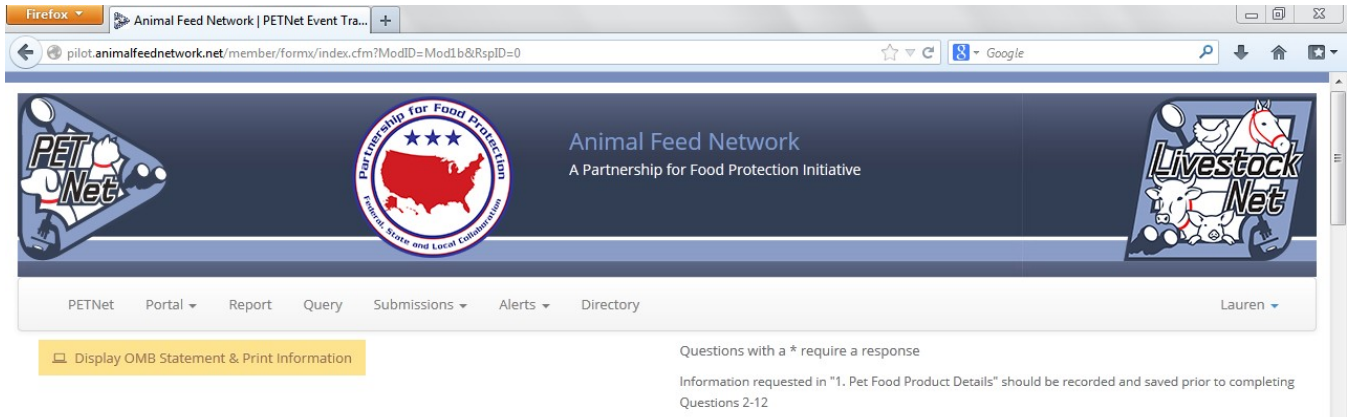 Firefox
Animal Feed Network | PETNet Event Tra...
pilot.animalfeednetwork.net/member/formx/index.cfm?ModID=Mod1b&RspID=0
Google
PET Net
Partnership for Food Protection
Federal, State and Local Collaboration
Animal Feed Network
A Partnership for Food Protection Initiative
Livestock Net
PETNet Portal Report Query Submissions Alerts Directory Lauren
Display OMB Statement & Print Information
Questions with a * require a response
Information requested in "1. Pet Food Product Details" should be recorded and saved prior to completing
Questions 2-12